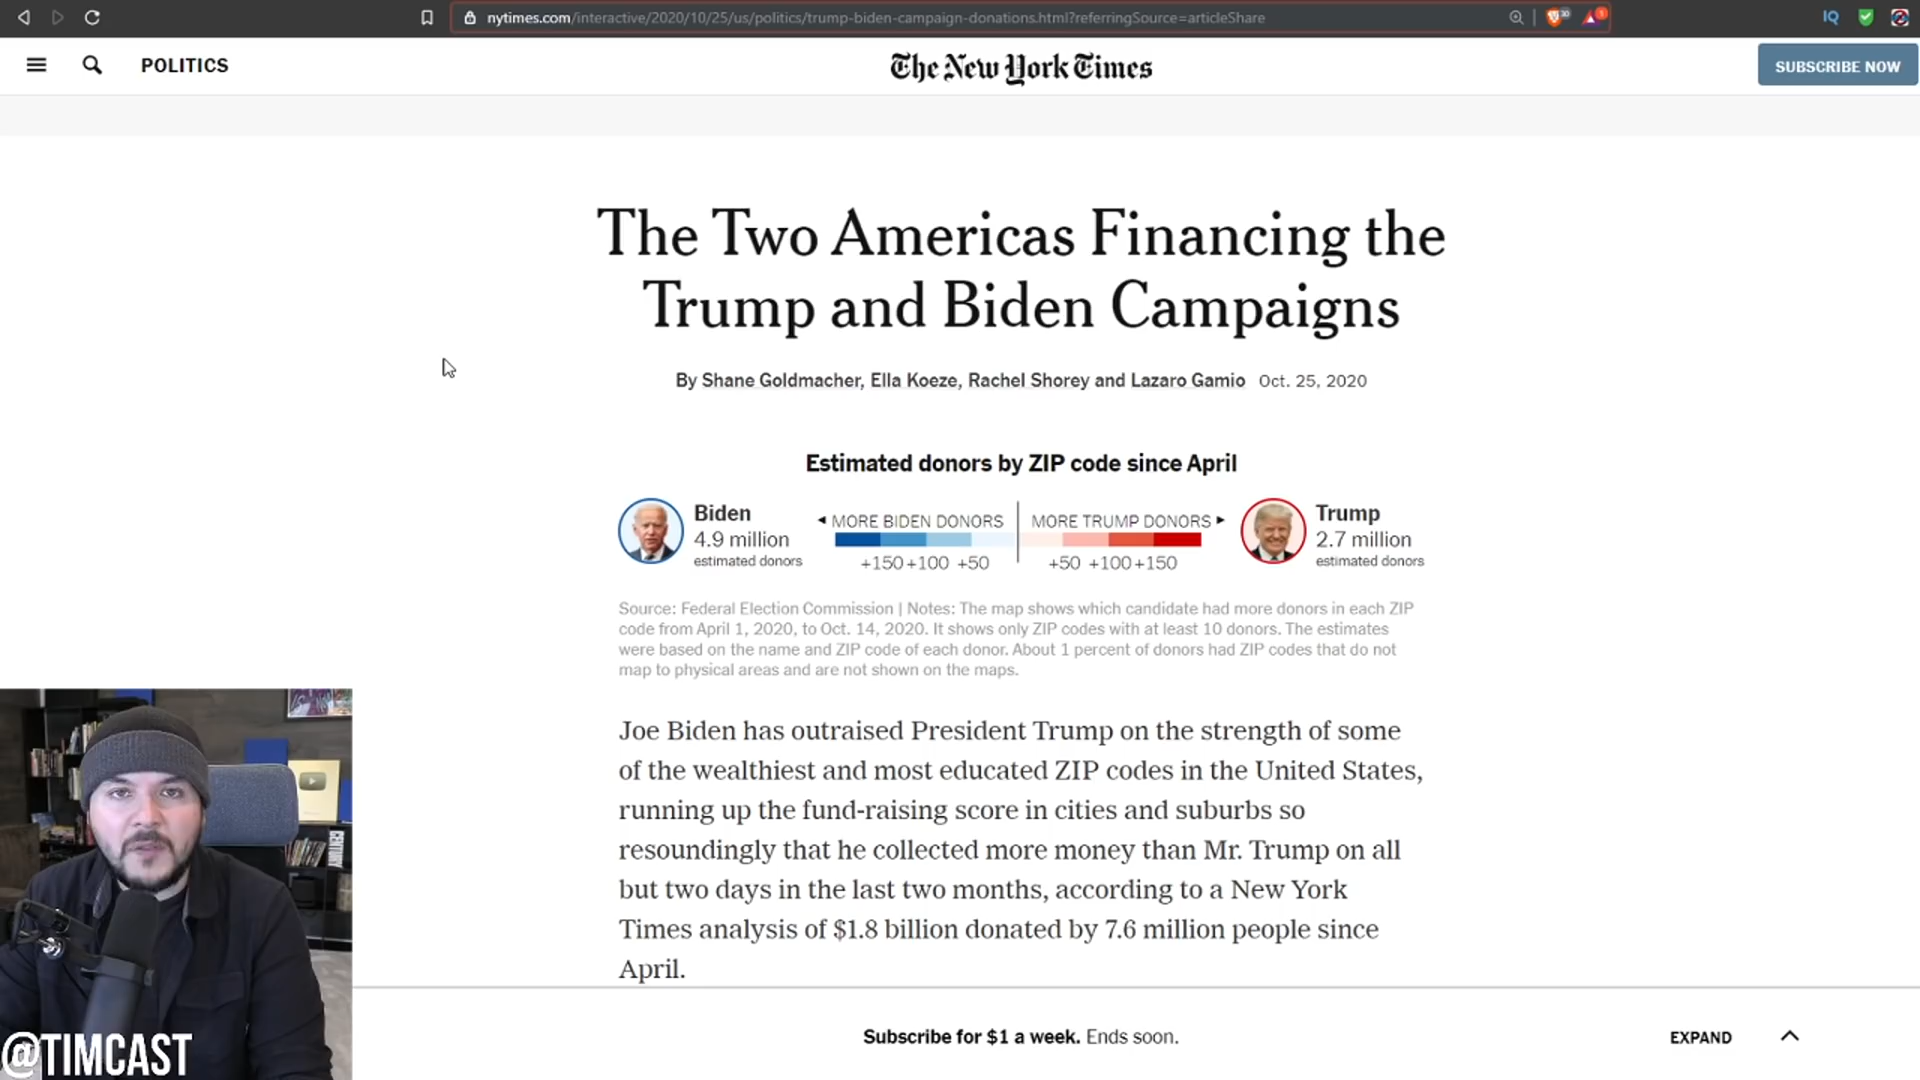 nytimes.com/interactive/2020/10/25/us/politics/trump-biden-campaign-donations.html?referringSource=articleShare
IQ
POLITICS
The New York Times
SUBSCRIBE NOW
The Two Americas Financing the
Trump and Biden Campaigns
By Shane Goldmacher, Ella Koeze, Rachel Shorey and Lazaro Gamio Oct. 25, 2020
Estimated donors by ZIP code since April
Biden
4.9 million
estimated donors
◄ MORE BIDEN DONORS
+150 +100 +50
MORE TRUMP DONORS ►
+50 +100 +150
Trump
2.7 million
estimated donors
Source: Federal Election Commission | Notes: The map shows which candidate had more donors in each ZIP
code from April 1, 2020, to Oct. 14, 2020. It shows only ZIP codes with at least 10 donors. The estimates
were based on the name and ZIP code of each donor. About 1 percent of donors had ZIP codes that do not
map to physical areas and are not shown on the maps.
Joe Biden has outraised President Trump on the strength of some
of the wealthiest and most educated ZIP codes in the United States,
running up the fund-raising score in cities and suburbs so
resoundingly that he collected more money than Mr. Trump on all
but two days in the last two months, according to a New York
Times analysis of $1.8 billion donated by 7.6 million people since
April.
@TIMCAST
Subscribe for $1 a week. Ends soon.
EXPAND